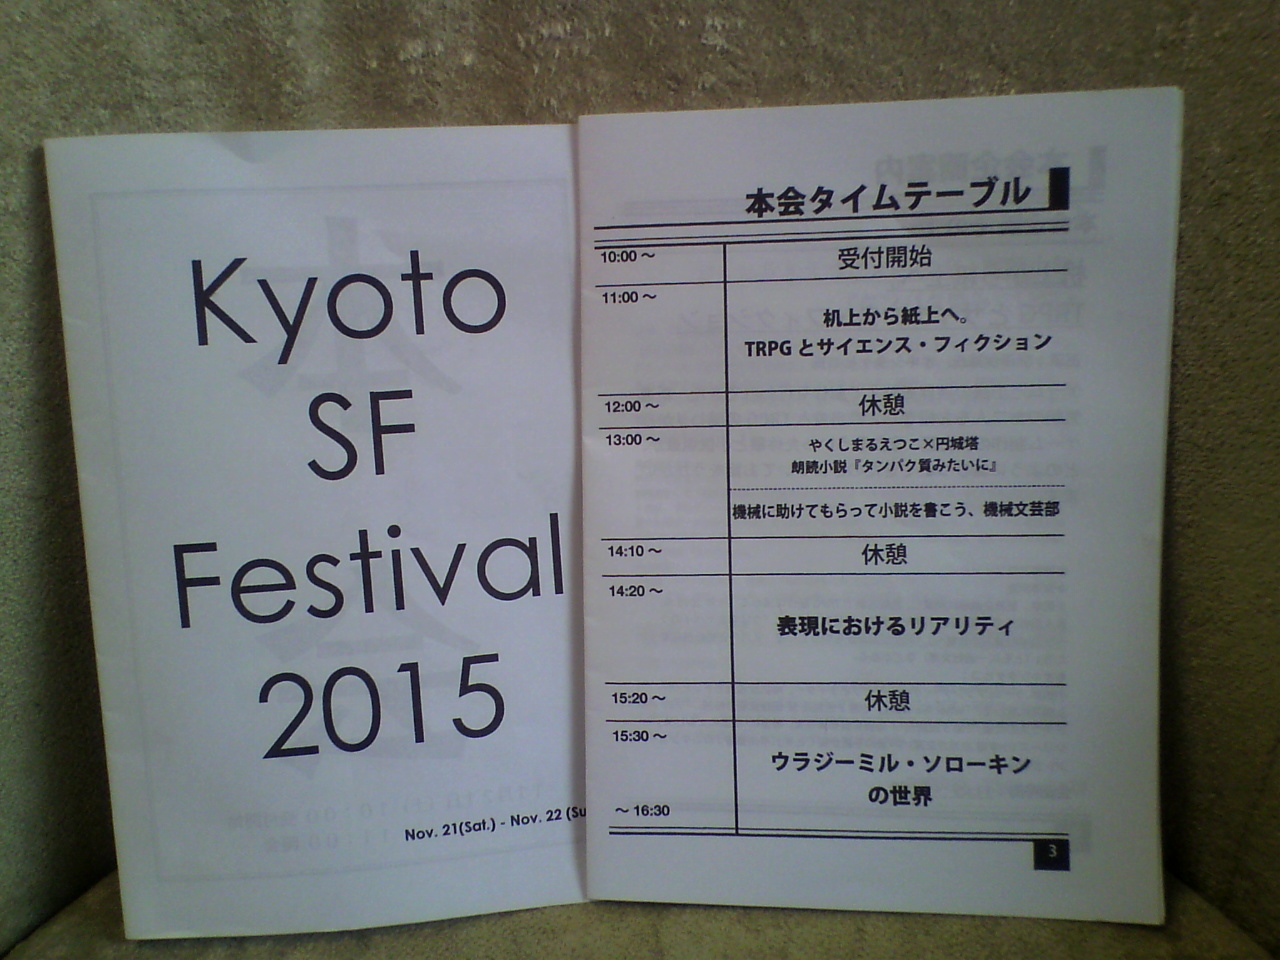 Kyoto
SF
Festival
2015
Nov. 21(Sat.) - Nov. 22
本会タイムテーブル
10:00～ 受付開始
11:00～
机上から紙上へ。
TRPGとサイエンス・フィクション
12:00～ 休憩
13:00～ やくしまるえつこ×円城塔
朗読小説『タンパク質みたいに』
機械に助けてもらって小説を書こう、機械文芸部
14:10～ 休憩
14:20～
表現におけるリアリティ
15:20～ 休憩
15:30～
ウラジーミル・ソローキン
の世界
～16:30
3